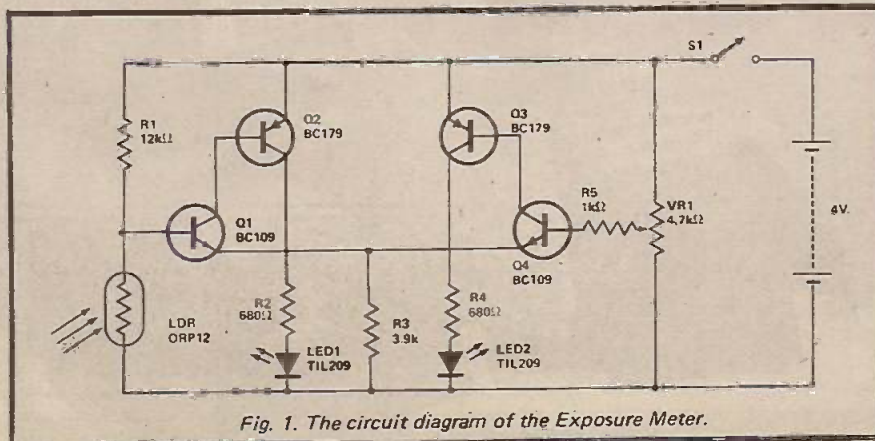 S1
R1
12kΩ
Q2
BC179
Q3
BC179
Q1
BC109
R5
1kΩ
VR1
4,7kΩ
Q4
BC109
9V.
LDR
ORP12
R2
680Ω
R3
3.9k
R4
680Ω
LED1
TIL209
LED2
TIL209
Fig. 1. The circuit diagram of the Exposure Meter.